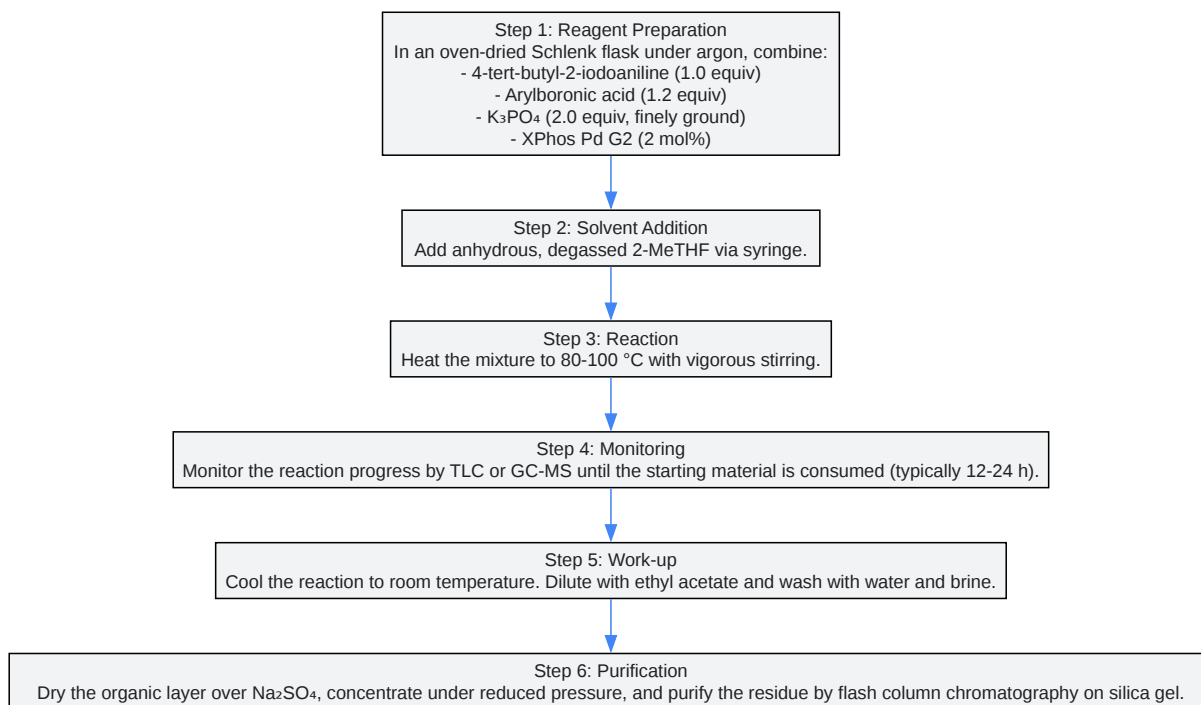 Step 1: Reagent Preparation
In an oven-dried Schlenk flask under argon, combine:
- 4-tert-butyl-2-iodoaniline (1.0 equiv)
- Arylboronic acid (1.2 equiv)
- K₃PO₄ (2.0 equiv, finely ground)
- XPhos Pd G2 (2 mol%)
Step 2: Solvent Addition
Add anhydrous, degassed 2-MeTHF via syringe.
Step 3: Reaction
Heat the mixture to 80-100 °C with vigorous stirring.
Step 4: Monitoring
Monitor the reaction progress by TLC or GC-MS until the starting material is consumed (typically 12-24 h).
Step 5: Work-up
Cool the reaction to room temperature. Dilute with ethyl acetate and wash with water and brine.
Step 6: Purification
Dry the organic layer over Na₂SO₄, concentrate under reduced pressure, and purify the residue by flash column chromatography on silica gel.